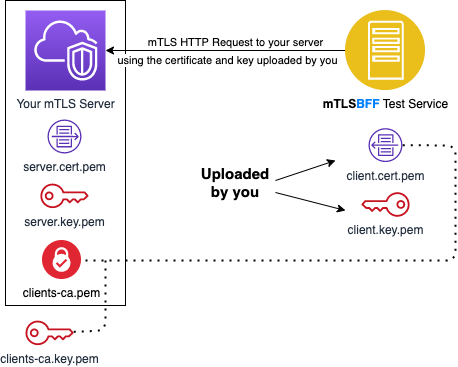 mTLS HTTP Request to your server
using the certificate and key uploaded by you
Your mTLS Server
mTLSBFF Test Service
server.cert.pem
client.cert.pem
Uploaded
by you
server.key.pem
client.key.pem
clients-ca.pem
clients-ca.key.pem